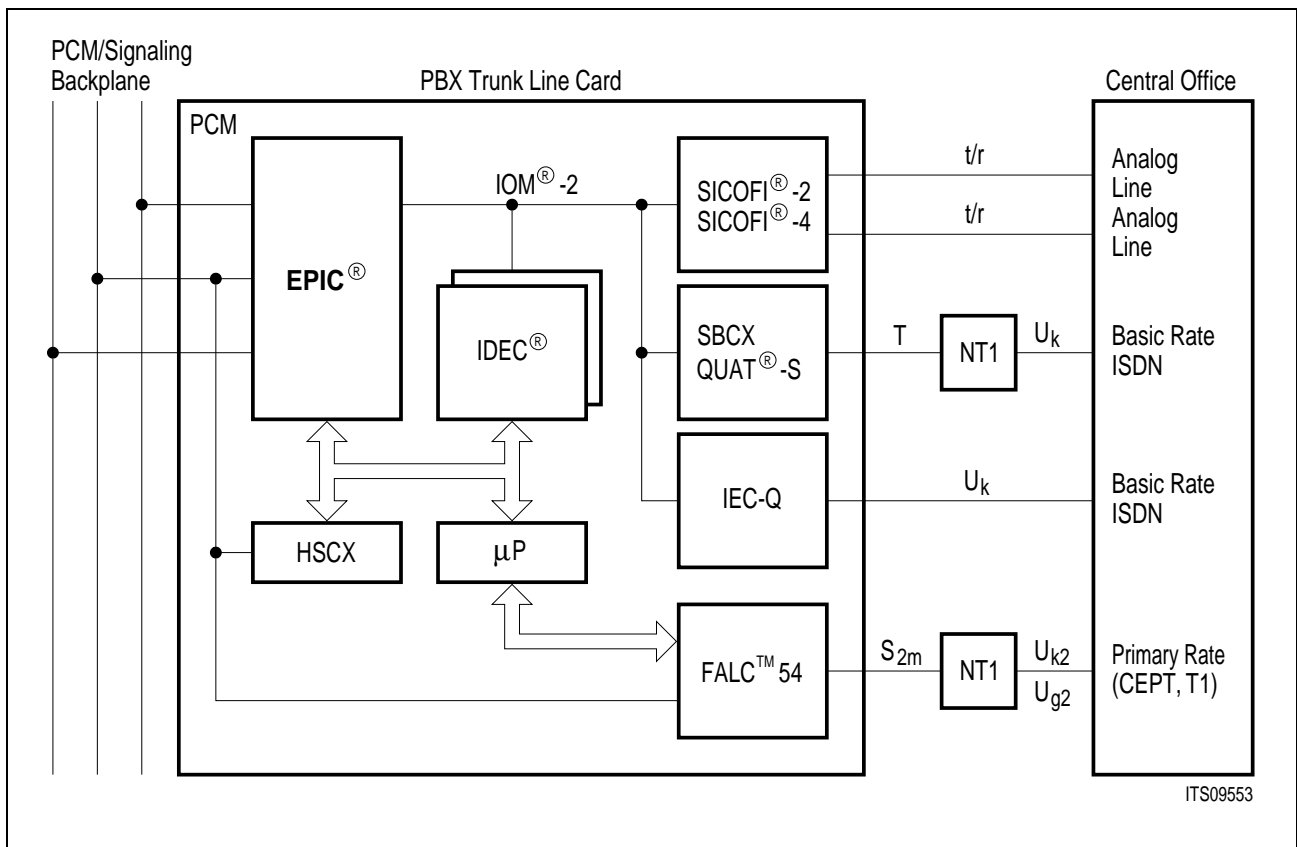 PCM/Signaling
Backplane
PBX Trunk Line Card
Central Office
PCM
EPIC®
IOM®-2
IDEC®
HSCX
µP
SICOFI®-2
SICOFI®-4
SBCX
QUAT®-S
IEC-Q
FALC™ 54
t/r
t/r
T
NT1
Uk
Uk
S2m
NT1
Uk2
Ug2
Analog
Line
Analog
Line
Basic Rate
ISDN
Basic Rate
ISDN
Primary Rate
(CEPT, T1)
ITS09553